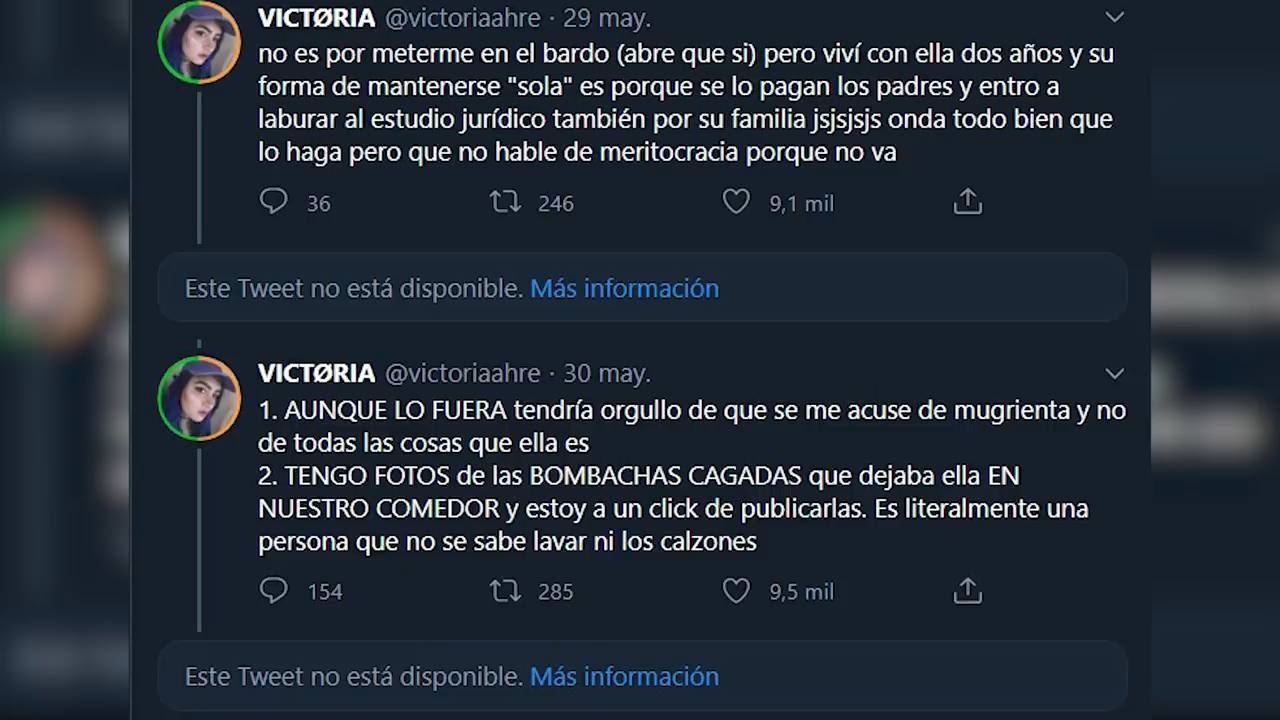 VICTØRIA @victoriaahre · 29 may.
no es por meterme en el bardo (abre que si) pero viví con ella dos años y su
forma de mantenerse "sola" es porque se lo pagan los padres y entro a
laburar al estudio jurídico también por su familia jsjsjsjs onda todo bien que
lo haga pero que no hable de meritocracia porque no va
36 246 9,1 mil
Este Tweet no está disponible. Más información
VICTØRIA @victoriaahre · 30 may.
1. AUNQUE LO FUERA tendría orgullo de que se me acuse de mugrienta y no
de todas las cosas que ella es
2. TENGO FOTOS de las BOMBACHAS CAGADAS que dejaba ella EN
NUESTRO COMEDOR y estoy a un click de publicarlas. Es literalmente una
persona que no se sabe lavar ni los calzones
154 285 9,5 mil
Este Tweet no está disponible. Más información